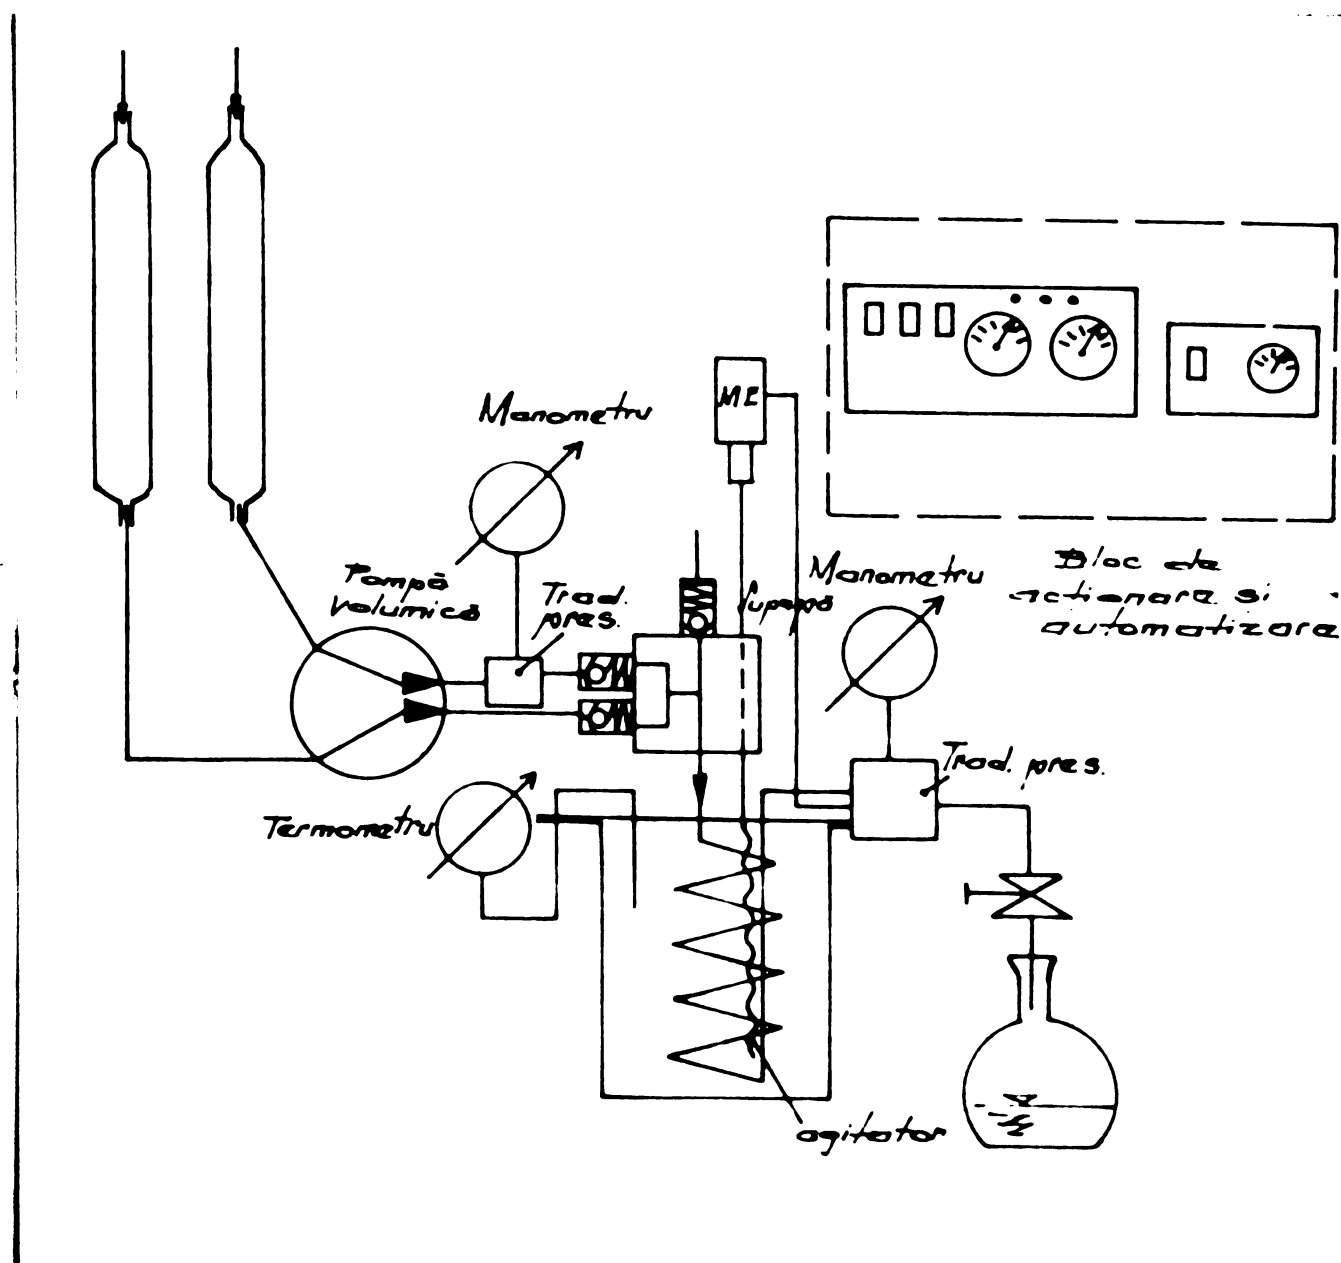 Manometru
ME
Pompă
volumică
Trad.
pres.
Supapă
Manometru
Bloc de
actionare si
automatizare
Trad. pres.
Termometru
agitator